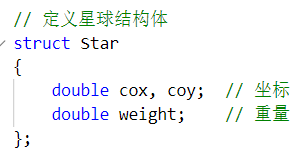 // 定义星球结构体
struct Star
{
    double cox, coy;  // 坐标
    double weight;    // 重量
};